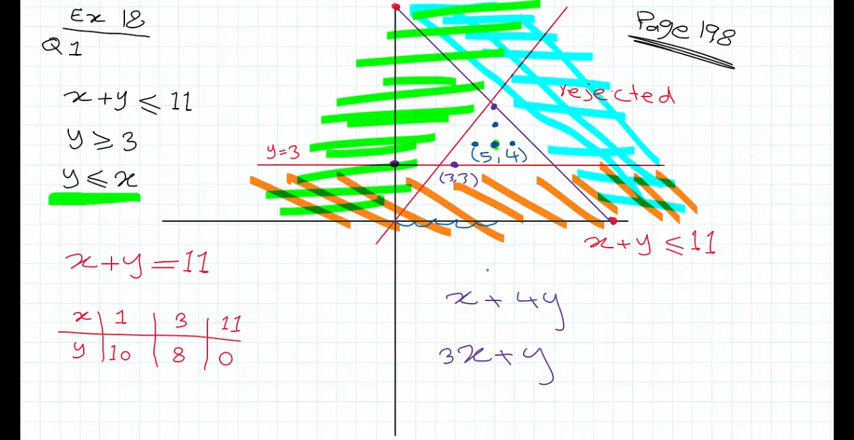 Ex 18
Page 198
Q1
x+y ≤ 11
y ≥ 3
y ≤ x
rejected
y=3
(5,4)
(3,3)
x+y ≤ 11
x+y = 11
x 1 3 11
y 10 8 0
x + 4y
3x + y